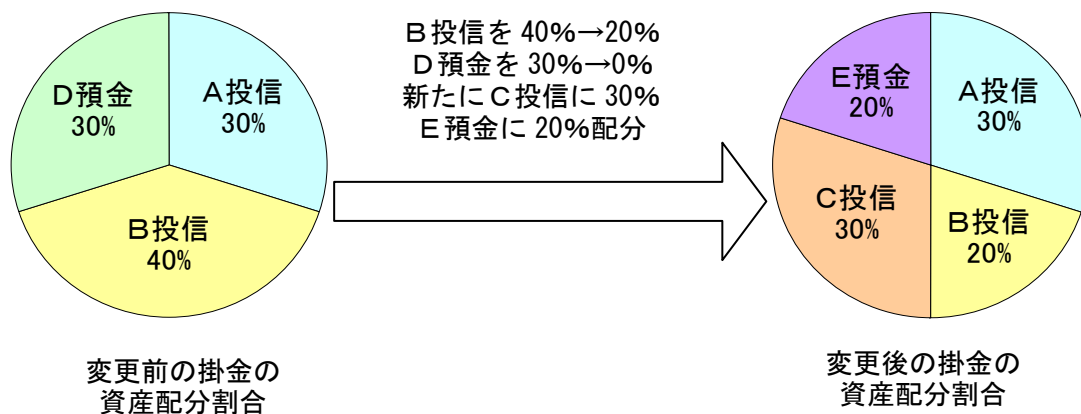 D預金
30%
A投信
30%
B投信
40%
変更前の掛金の
資産配分割合
B投信を 40%→20%
D預金を 30%→0%
新たにC投信に 30%
E預金に 20%配分
E預金
20%
A投信
30%
C投信
30%
B投信
20%
変更後の掛金の
資産配分割合